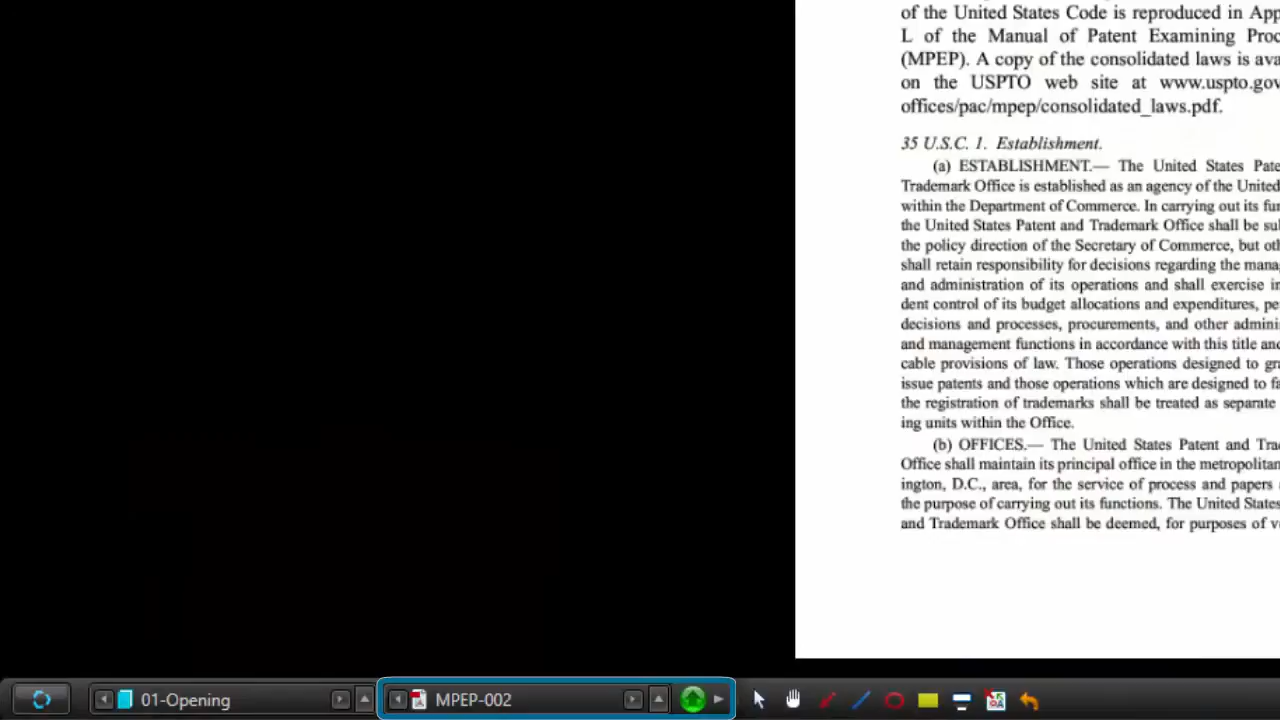 of the United States Code is reproduced in App
L of the Manual of Patent Examining Proc
(MPEP). A copy of the consolidated laws is ava
on the USPTO web site at www.uspto.gov
offices/pac/mpep/consolidated_laws.pdf.
35 U.S.C. 1. Establishment.
(a) ESTABLISHMENT.— The United States Pate
Trademark Office is established as an agency of the United
within the Department of Commerce. In carrying out its fun
the United States Patent and Trademark Office shall be sul
the policy direction of the Secretary of Commerce, but oth
shall retain responsibility for decisions regarding the mana
and administration of its operations and shall exercise in
dent control of its budget allocations and expenditures, pe
decisions and processes, procurements, and other admini
and management functions in accordance with this title and
cable provisions of law. Those operations designed to gra
issue patents and those operations which are designed to fa
the registration of trademarks shall be treated as separate
ing units within the Office.
(b) OFFICES.— The United States Patent and Trad
Office shall maintain its principal office in the metropolitan
ington, D.C., area, for the service of process and papers
the purpose of carrying out its functions. The United States
and Trademark Office shall be deemed, for purposes of v
01-Opening
MPEP-002